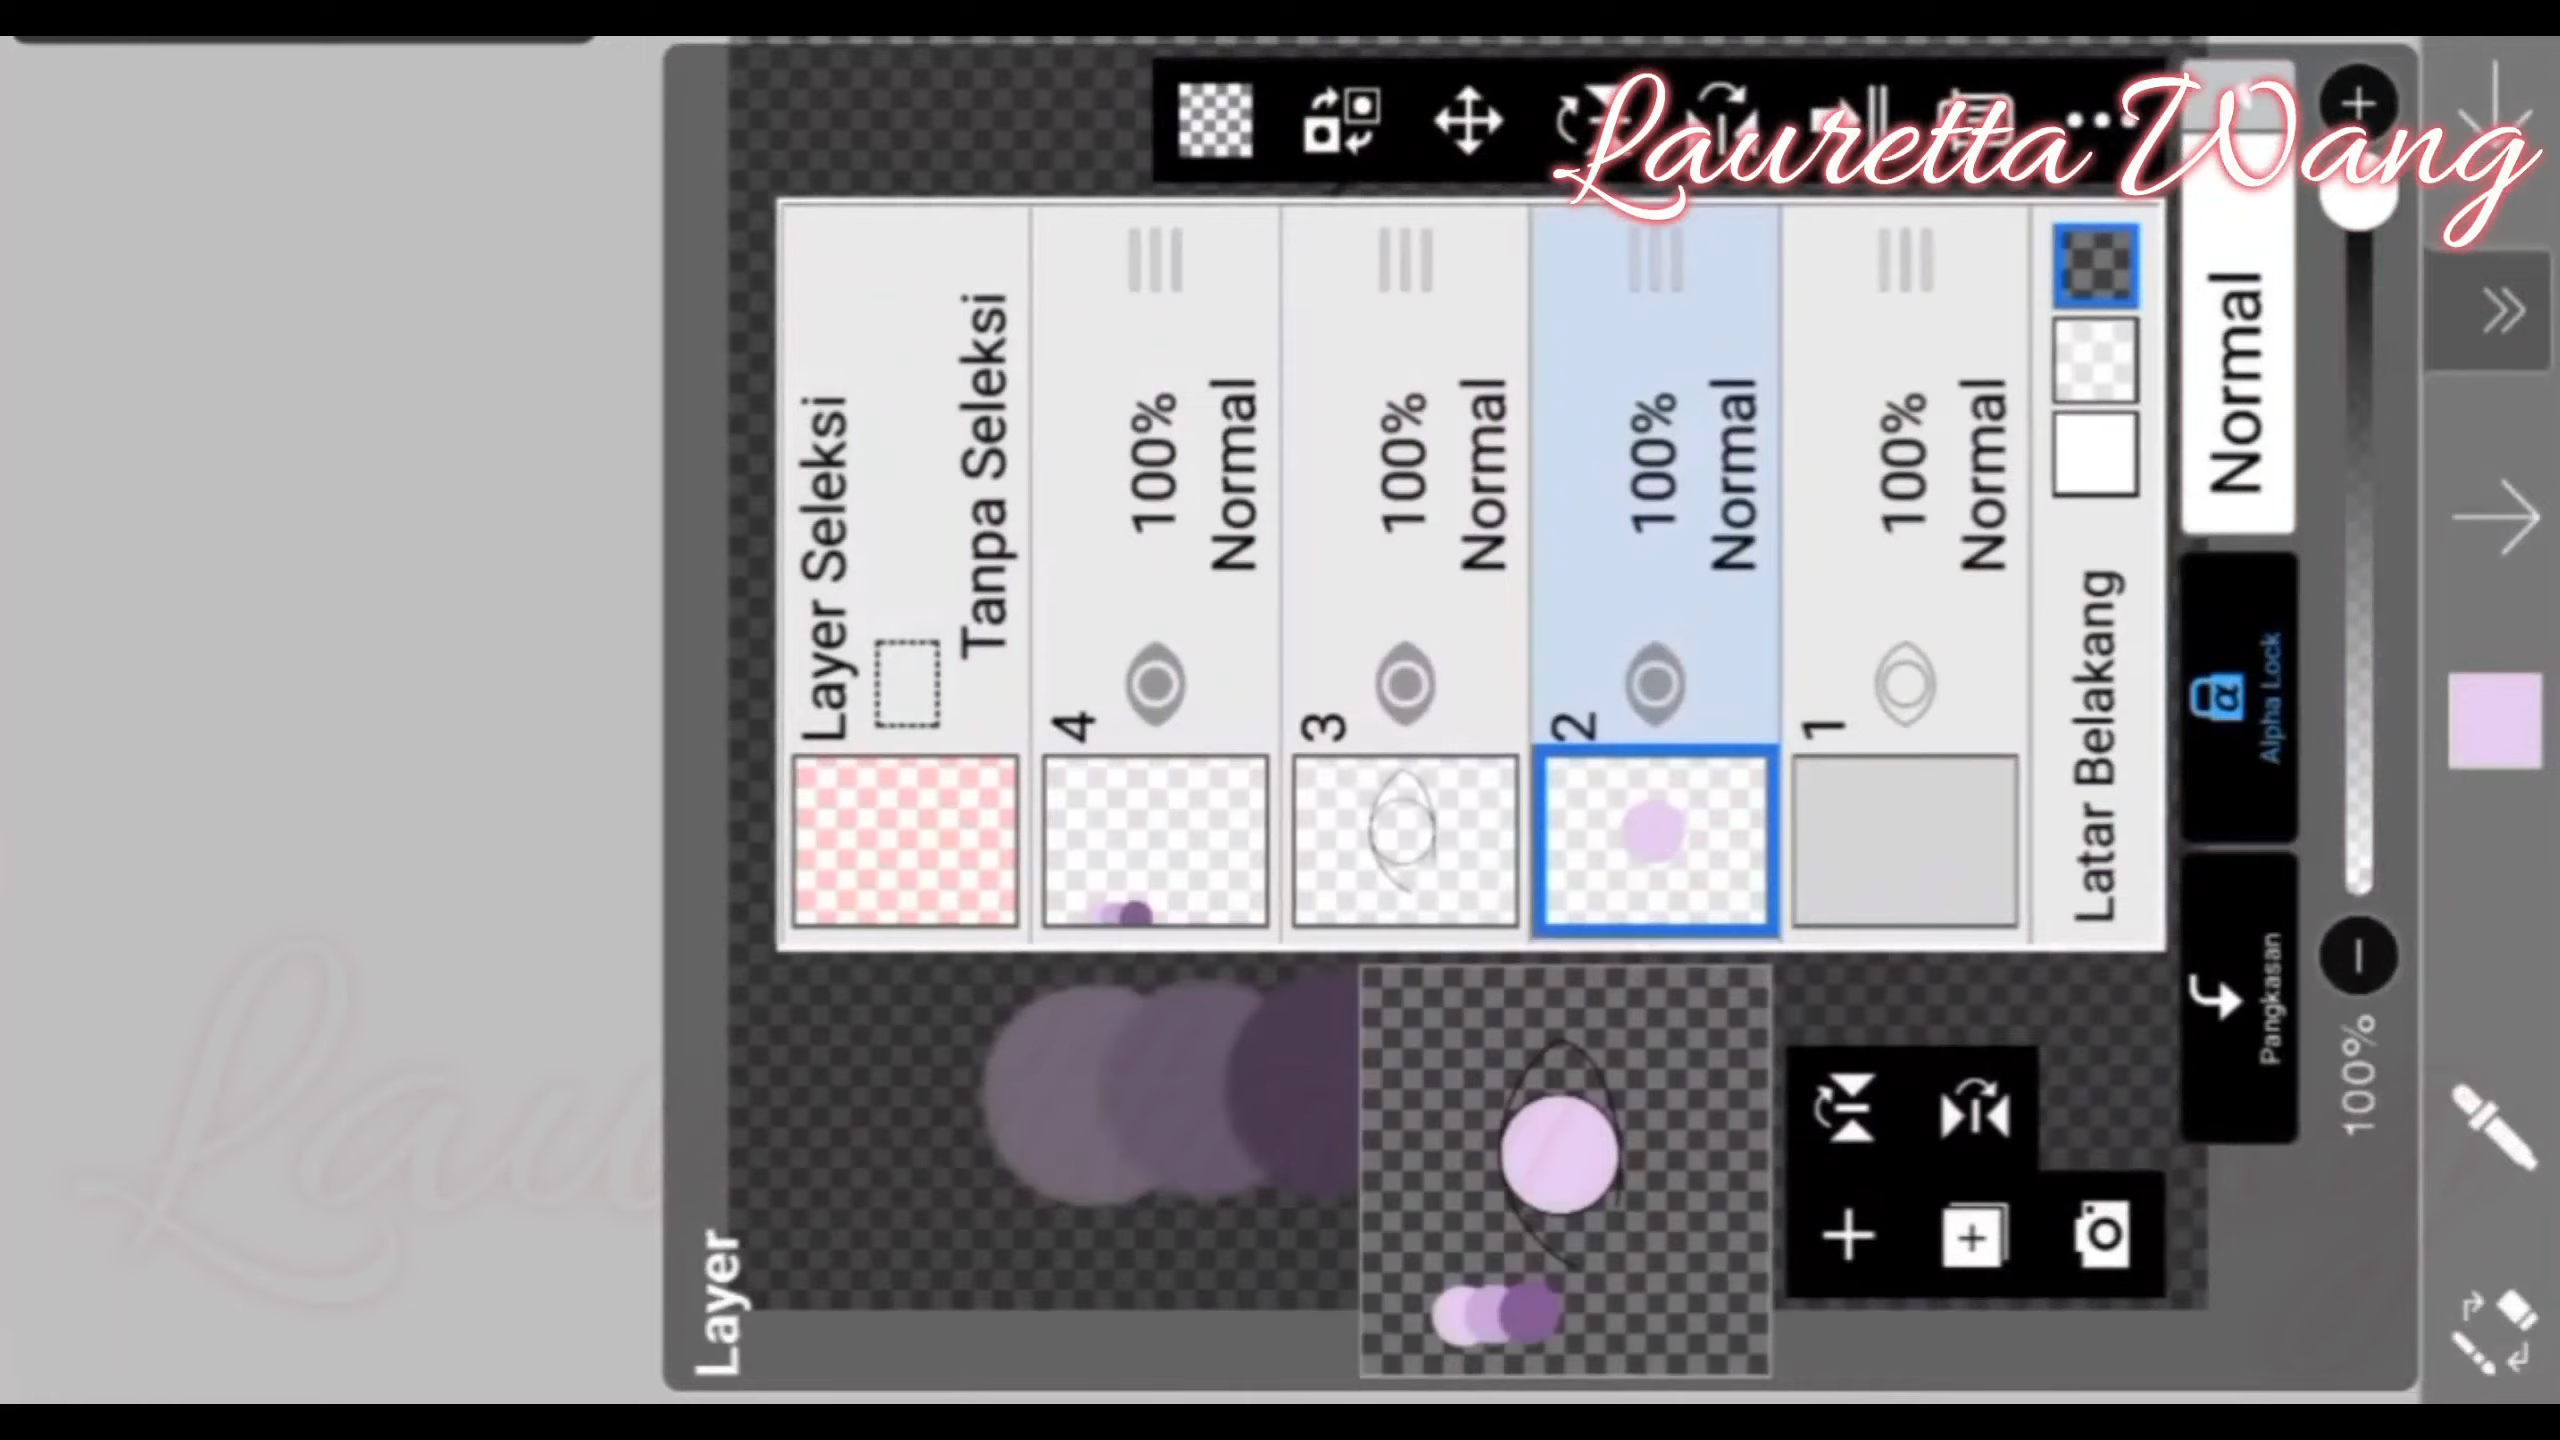 Lauretta Wang
Layer
Layer Seleksi
Tanpa Seleksi
4
100%
Normal
3
100%
Normal
2
100%
Normal
1
100%
Normal
Latar Belakang
Normal
Alpha Lock
Pangkasan
100%